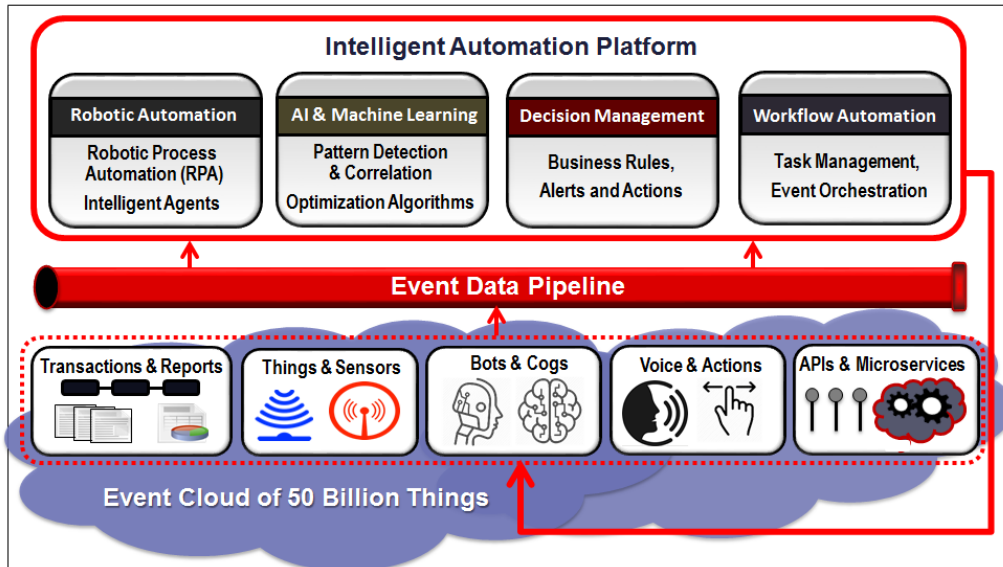 Intelligent Automation Platform
Robotic Automation
Robotic Process
Automation (RPA)
Intelligent Agents
AI & Machine Learning
Pattern Detection
& Correlation
Optimization Algorithms
Decision Management
Business Rules,
Alerts and Actions
Workflow Automation
Task Management,
Event Orchestration
Event Data Pipeline
Transactions & Reports
Things & Sensors
Bots & Cogs
Voice & Actions
APIs & Microservices
Event Cloud of 50 Billion Things